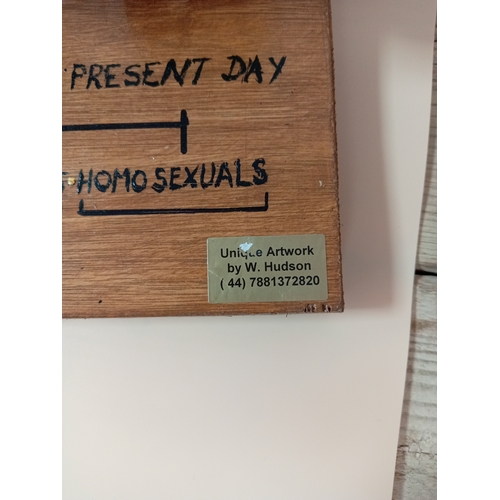 PRESENT DAY
HOMOSEXUALS
Unique Artwork
by W. Hudson
( 44) 7881372820